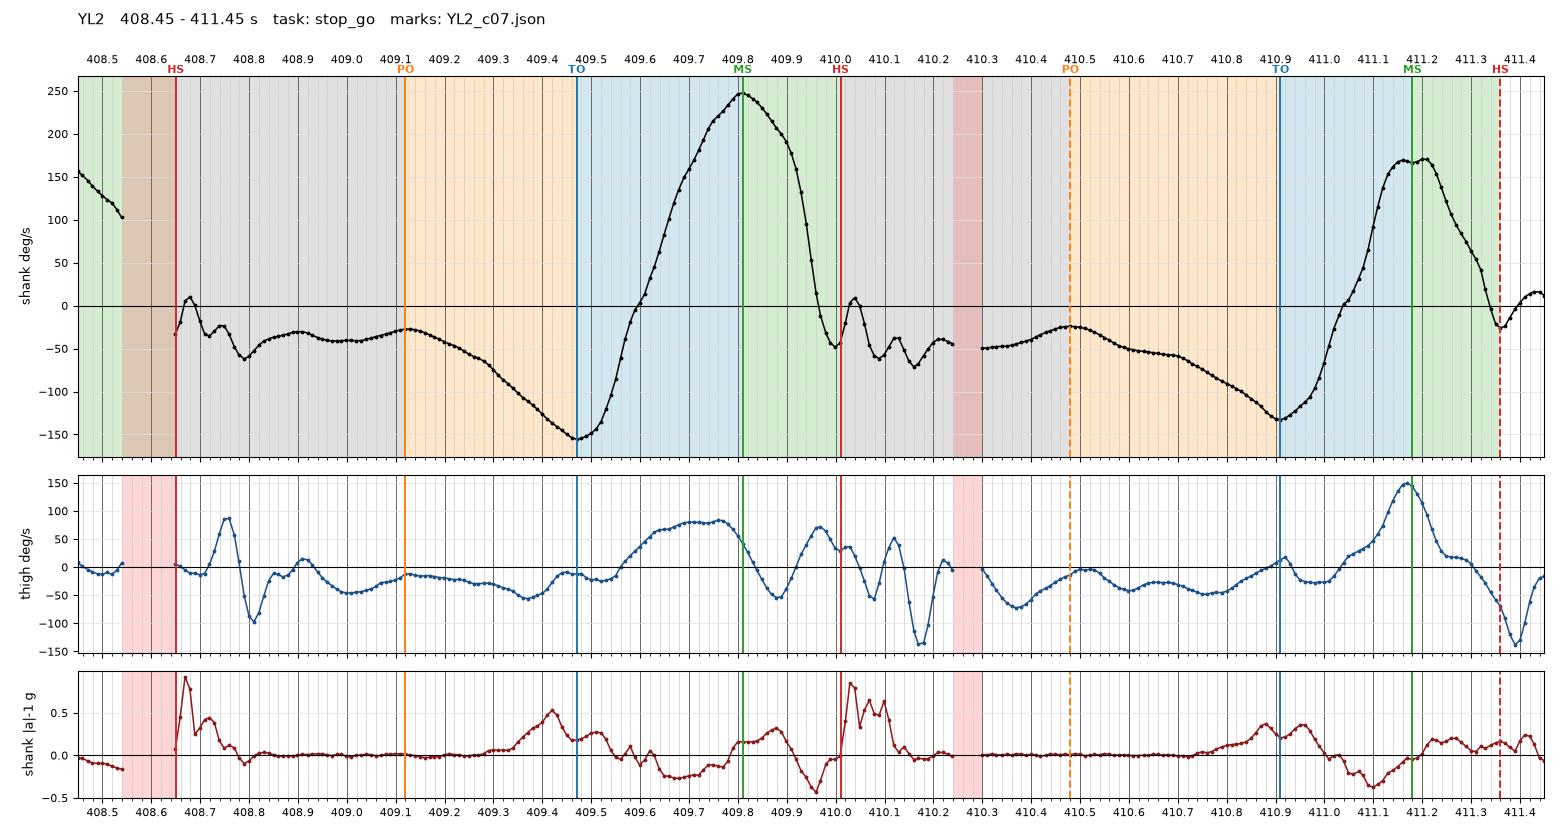 YL2   408.45 - 411.45 s   task: stop_go   marks: YL2_c07.json
408.5 408.6 408.7 408.8 408.9 409.0 409.1 409.2 409.3 409.4 409.5 409.6 409.7 409.8 409.9 410.0 410.1 410.2 410.3 410.4 410.5 410.6 410.7 410.8 410.9 411.0 411.1 411.2 411.3 411.4
HS PO TO MS HS PO TO MS HS
250
200
150
100
50
0
−50
−100
−150
shank deg/s
150
100
50
0
−50
−100
−150
thigh deg/s
0.5
0.0
−0.5
shank |a|-1 g
408.5 408.6 408.7 408.8 408.9 409.0 409.1 409.2 409.3 409.4 409.5 409.6 409.7 409.8 409.9 410.0 410.1 410.2 410.3 410.4 410.5 410.6 410.7 410.8 410.9 411.0 411.1 411.2 411.3 411.4